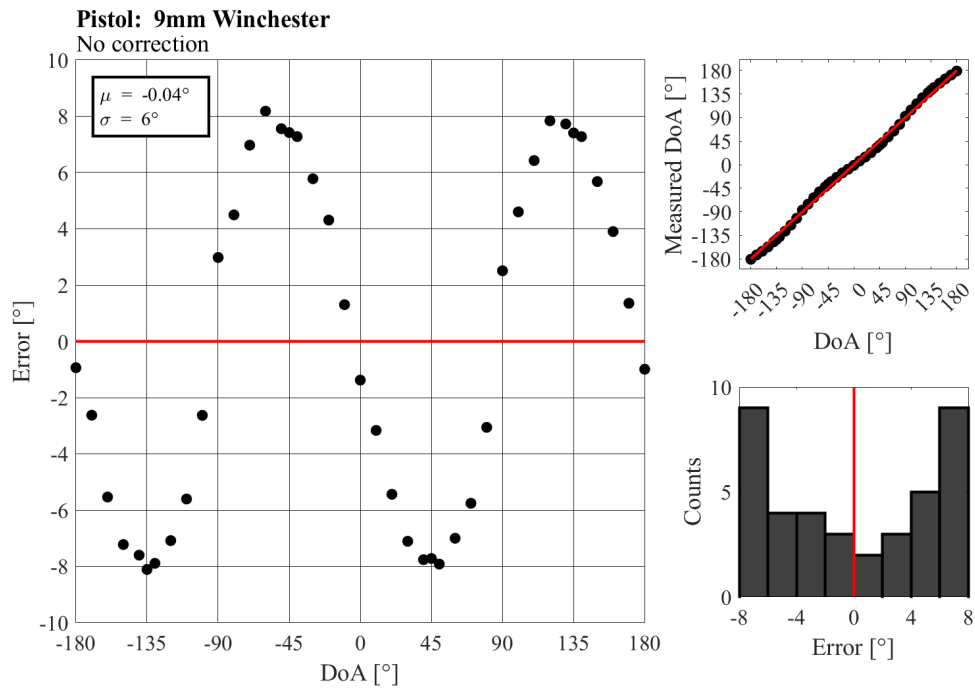 Pistol: 9mm Winchester
No correction
10
8
6
4
2
0
-2
-4
-6
-8
-10
Error [°]
μ = -0.04°
σ = 6°
-180 -135 -90 -45 0 45 90 135 180
DoA [°]
180
135
90
45
0
-45
-90
-135
-180
Measured DoA [°]
-180 -135 -90 -45 0 45 90 135 180
DoA [°]
10
5
0
Counts
-8 -4 0 4 8
Error [°]